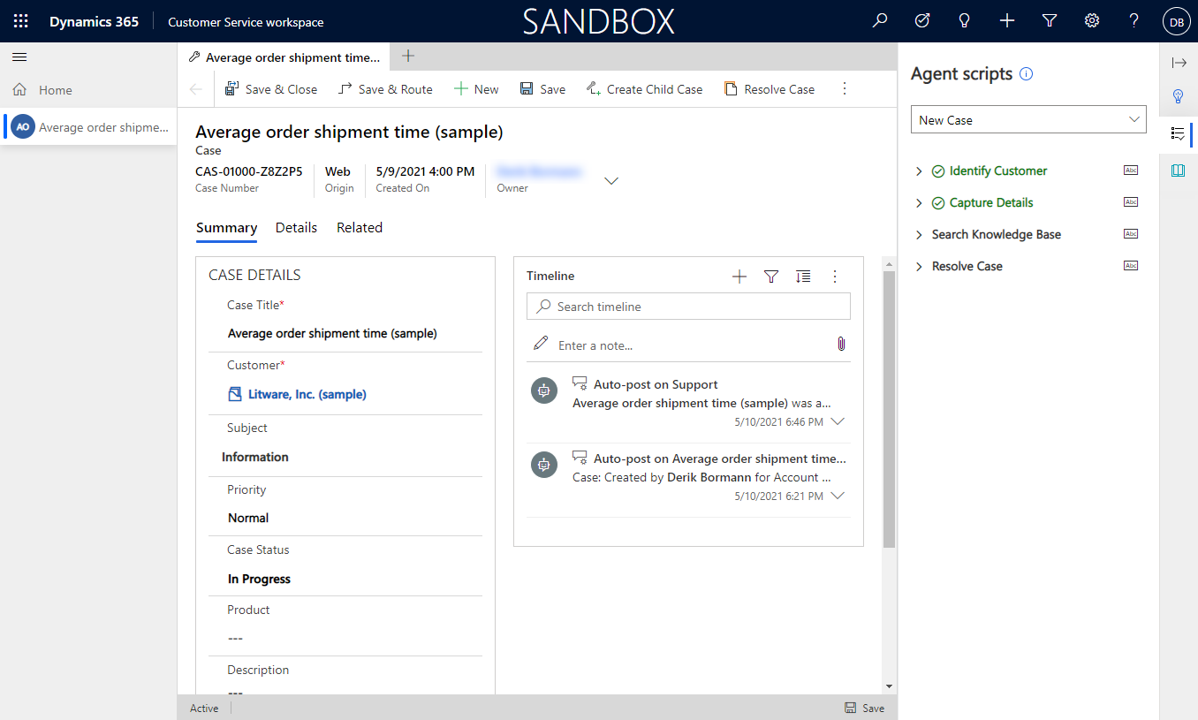 Dynamics 365
Customer Service workspace
SANDBOX
DB
Home
AO
Average order shipme...
Average order shipment time...
Save & Close
Save & Route
New
Save
Create Child Case
Resolve Case
Average order shipment time (sample)
Case
CAS-01000-Z8Z2P5
Case Number
Web
Origin
5/9/2021 4:00 PM
Created On
Owner
Summary
Details
Related
CASE DETAILS
Case Title*
Average order shipment time (sample)
Customer*
Litware, Inc. (sample)
Subject
Information
Priority
Normal
Case Status
In Progress
Product
---
Description
---
Timeline
Search timeline
Enter a note...
Auto-post on Support
Average order shipment time (sample) was a...
5/10/2021 6:46 PM
Auto-post on Average order shipment time...
Case: Created by Derik Bormann for Account ...
5/10/2021 6:21 PM
Active
Save
Agent scripts
New Case
Identify Customer
Abc
Capture Details
Abc
Search Knowledge Base
Abc
Resolve Case
Abc